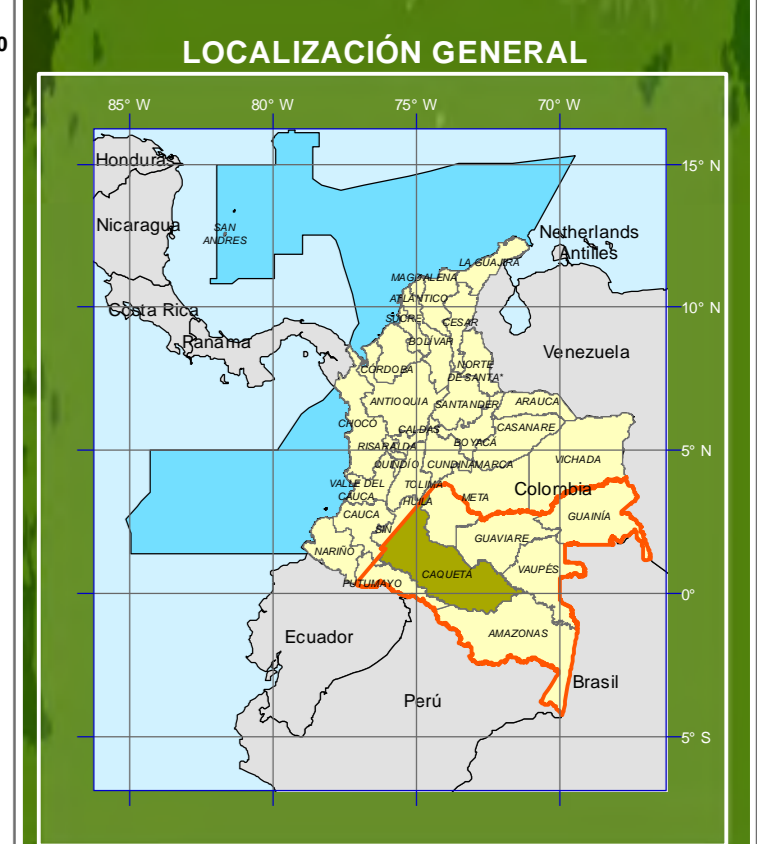 0
LOCALIZACIÓN GENERAL
85° W
80° W
75° W
70° W
Honduras
15° N
Nicaragua
SAN
ANDRES
Netherlands
Antilles
LA GUAJIRA
MAGDALENA
ATLÁNTICO
10° N
Costa Rica
SUCRE
CESAR
Panama
BOLÍVAR
Venezuela
CÓRDOBA
NORTE
DE SANTA*
ANTIOQUIA
SANTANDER
ARAUCA
CHOCÓ
CALDAS
CASANARE
RISARALDA
BOYACÁ
5° N
QUINDÍO
CUNDINAMARCA
VICHADA
VALLE DEL
CAUCA
TOLIMA
Colombia
HUILA
META
CAUCA
GUAINÍA
SIN
NARIÑO
GUAVIARE
CAQUETÁ
VAUPÉS
PUTUMAYO
0°
Ecuador
AMAZONAS
Perú
Brasil
5° S